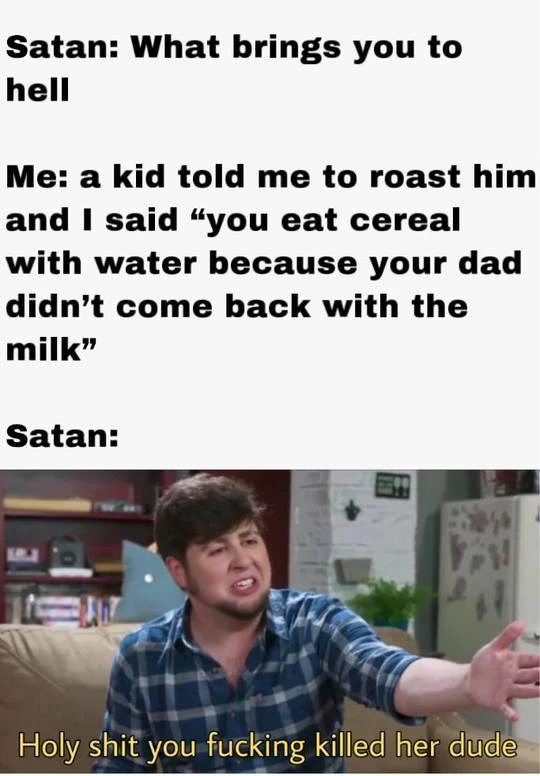 Satan: What brings you to
hell
Me: a kid told me to roast him
and I said “you eat cereal
with water because your dad
didn’t come back with the
milk”
Satan:
Holy shit you fucking killed her dude